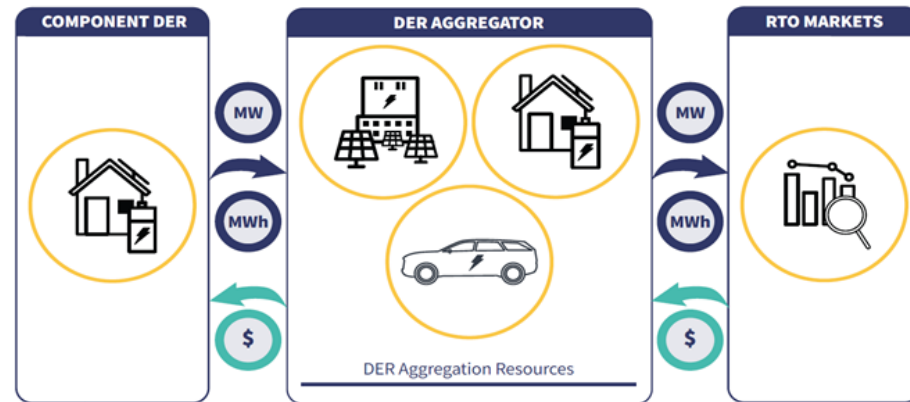 COMPONENT DER
DER AGGREGATOR
RTO MARKETS
MW
MW
MWh
MWh
$
$
DER Aggregation Resources